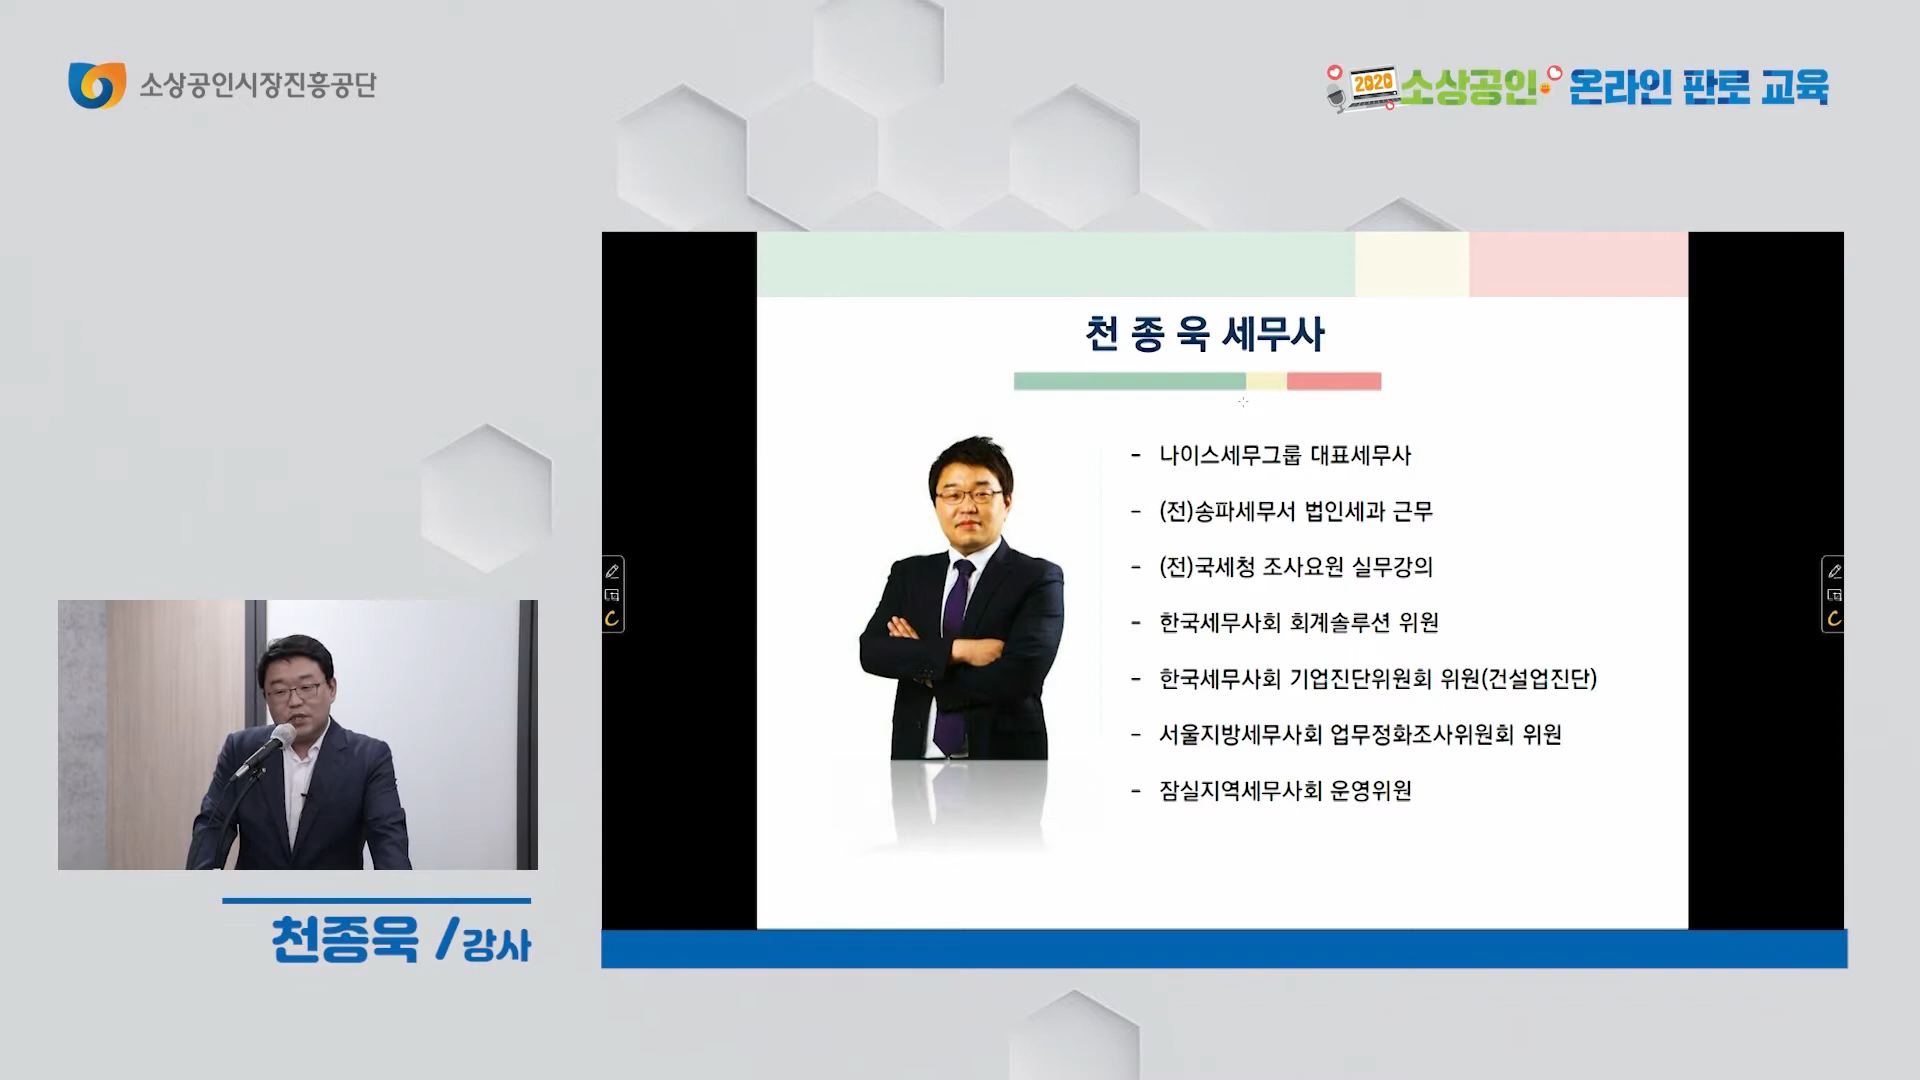 소상공인시장진흥공단
2020 소상공인 온라인 판로 교육
천 종 욱 세무사
- 나이스세무그룹 대표세무사
- (전)송파세무서 법인세과 근무
- (전)국세청 조사요원 실무강의
- 한국세무사회 회계솔루션 위원
- 한국세무사회 기업진단위원회 위원(건설업진단)
- 서울지방세무사회 업무정화조사위원회 위원
- 잠실지역세무사회 운영위원
천종욱 / 강사